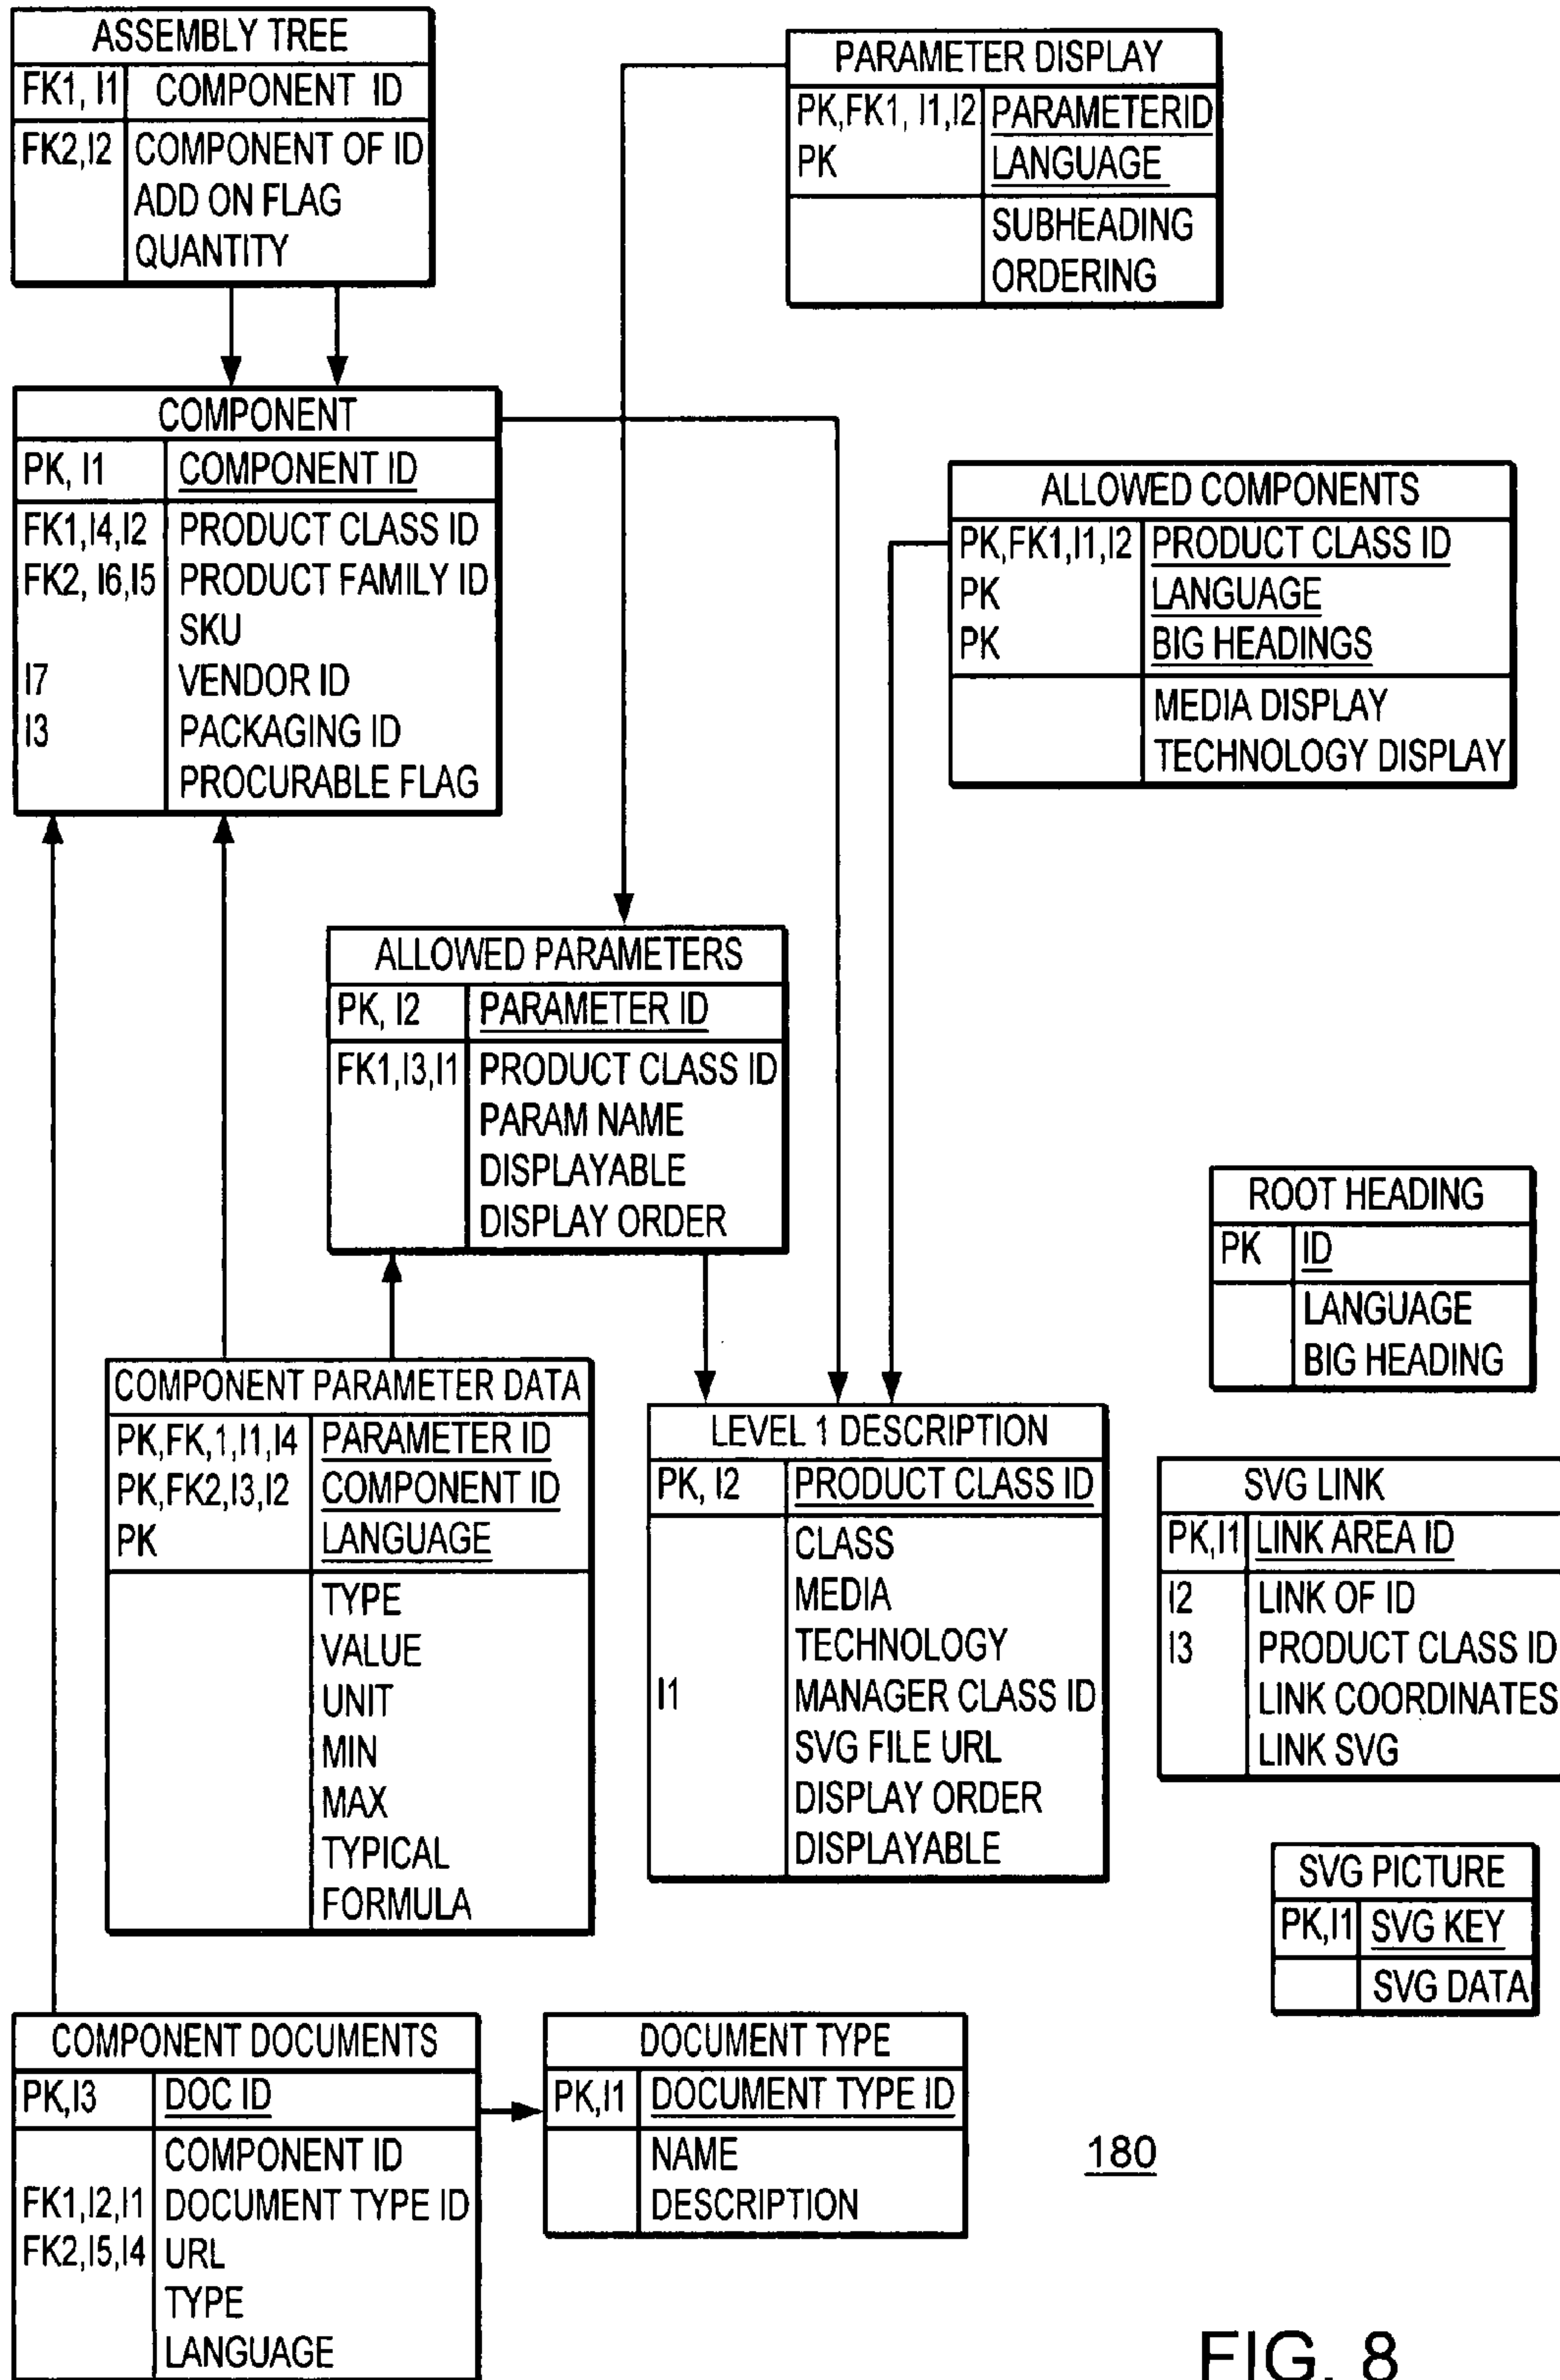 ASSEMBLY TREE
FK1, I1 COMPONENT ID
FK2,I2 COMPONENT OF ID
ADD ON FLAG
QUANTITY
PARAMETER DISPLAY
PK,FK1, I1,I2 PARAMETERID
PK LANGUAGE
SUBHEADING
ORDERING
COMPONENT
PK, I1 COMPONENT ID
FK1,I4,I2 PRODUCT CLASS ID
FK2, I6,I5 PRODUCT FAMILY ID
SKU
I7 VENDOR ID
I3 PACKAGING ID
PROCURABLE FLAG
ALLOWED COMPONENTS
PK,FK1,I1,I2 PRODUCT CLASS ID
PK LANGUAGE
PK BIG HEADINGS
MEDIA DISPLAY
TECHNOLOGY DISPLAY
ALLOWED PARAMETERS
PK, I2 PARAMETER ID
FK1,I3,I1 PRODUCT CLASS ID
PARAM NAME
DISPLAYABLE
DISPLAY ORDER
ROOT HEADING
PK ID
LANGUAGE
BIG HEADING
COMPONENT PARAMETER DATA
PK,FK,1,I1,I4 PARAMETER ID
PK,FK2,I3,I2 COMPONENT ID
PK LANGUAGE
TYPE
VALUE
UNIT
MIN
MAX
TYPICAL
FORMULA
LEVEL 1 DESCRIPTION
PK, I2 PRODUCT CLASS ID
CLASS
MEDIA
TECHNOLOGY
I1 MANAGER CLASS ID
SVG FILE URL
DISPLAY ORDER
DISPLAYABLE
SVG LINK
PK,I1 LINK AREA ID
I2 LINK OF ID
I3 PRODUCT CLASS ID
LINK COORDINATES
LINK SVG
SVG PICTURE
PK,I1 SVG KEY
SVG DATA
COMPONENT DOCUMENTS
PK,I3 DOC ID
COMPONENT ID
FK1,I2,I1 DOCUMENT TYPE ID
FK2,I5,I4 URL
TYPE
LANGUAGE
DOCUMENT TYPE
PK,I1 DOCUMENT TYPE ID
NAME
DESCRIPTION
180
FIG. 8